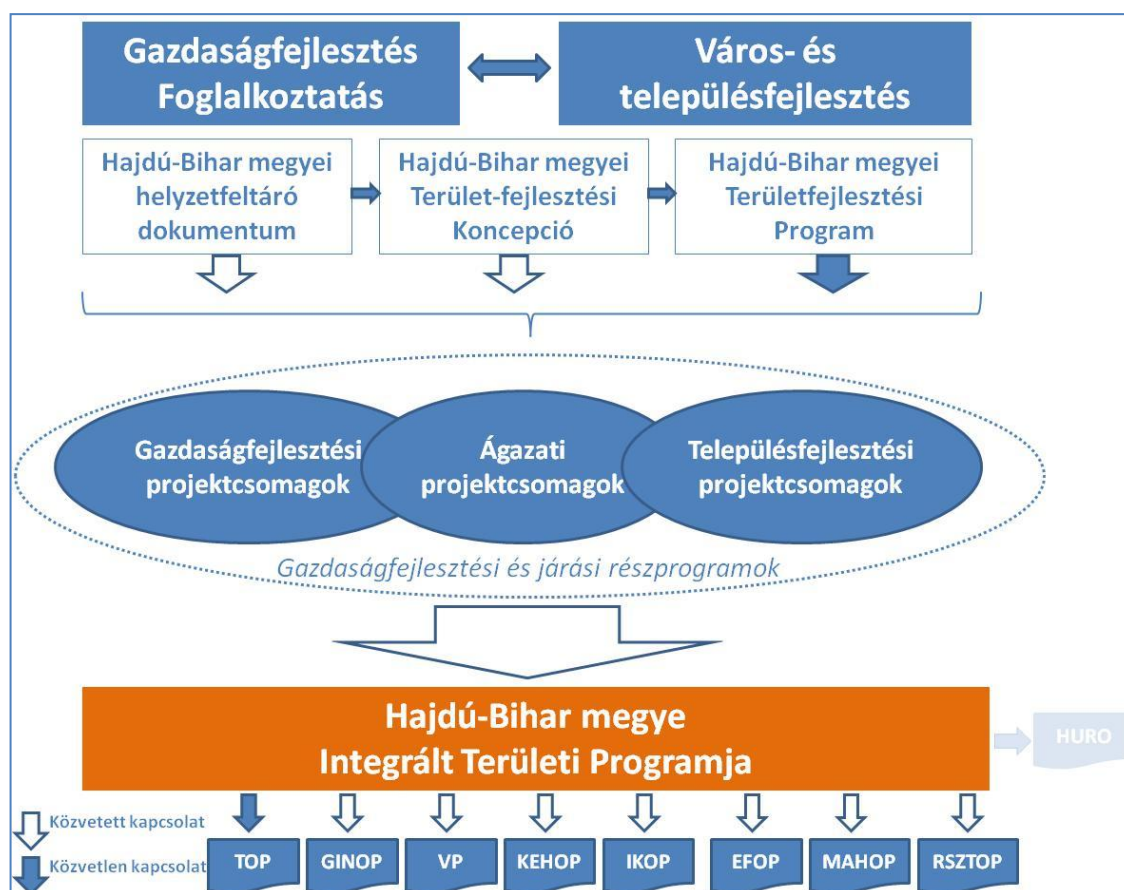 Gazdaságfejlesztés
Foglalkoztatás
Város- és
településfejlesztés
Hajdú-Bihar megyei
helyzetfeltáró
dokumentum
Hajdú-Bihar megyei
Terület-fejlesztési
Koncepció
Hajdú-Bihar megyei
Területfejlesztési
Program
Gazdaságfejlesztési
projektcsomagok
Ágazati
projektcsomagok
Településfejlesztési
projektcsomagok
Gazdaságfejlesztési és járási részprogramok
Hajdú-Bihar megye
Integrált Területi Programja
HURO
Közvetett kapcsolat
Közvetlen kapcsolat
TOP
GINOP
VP
KEHOP
IKOP
EFOP
MAHOP
RSZTOP